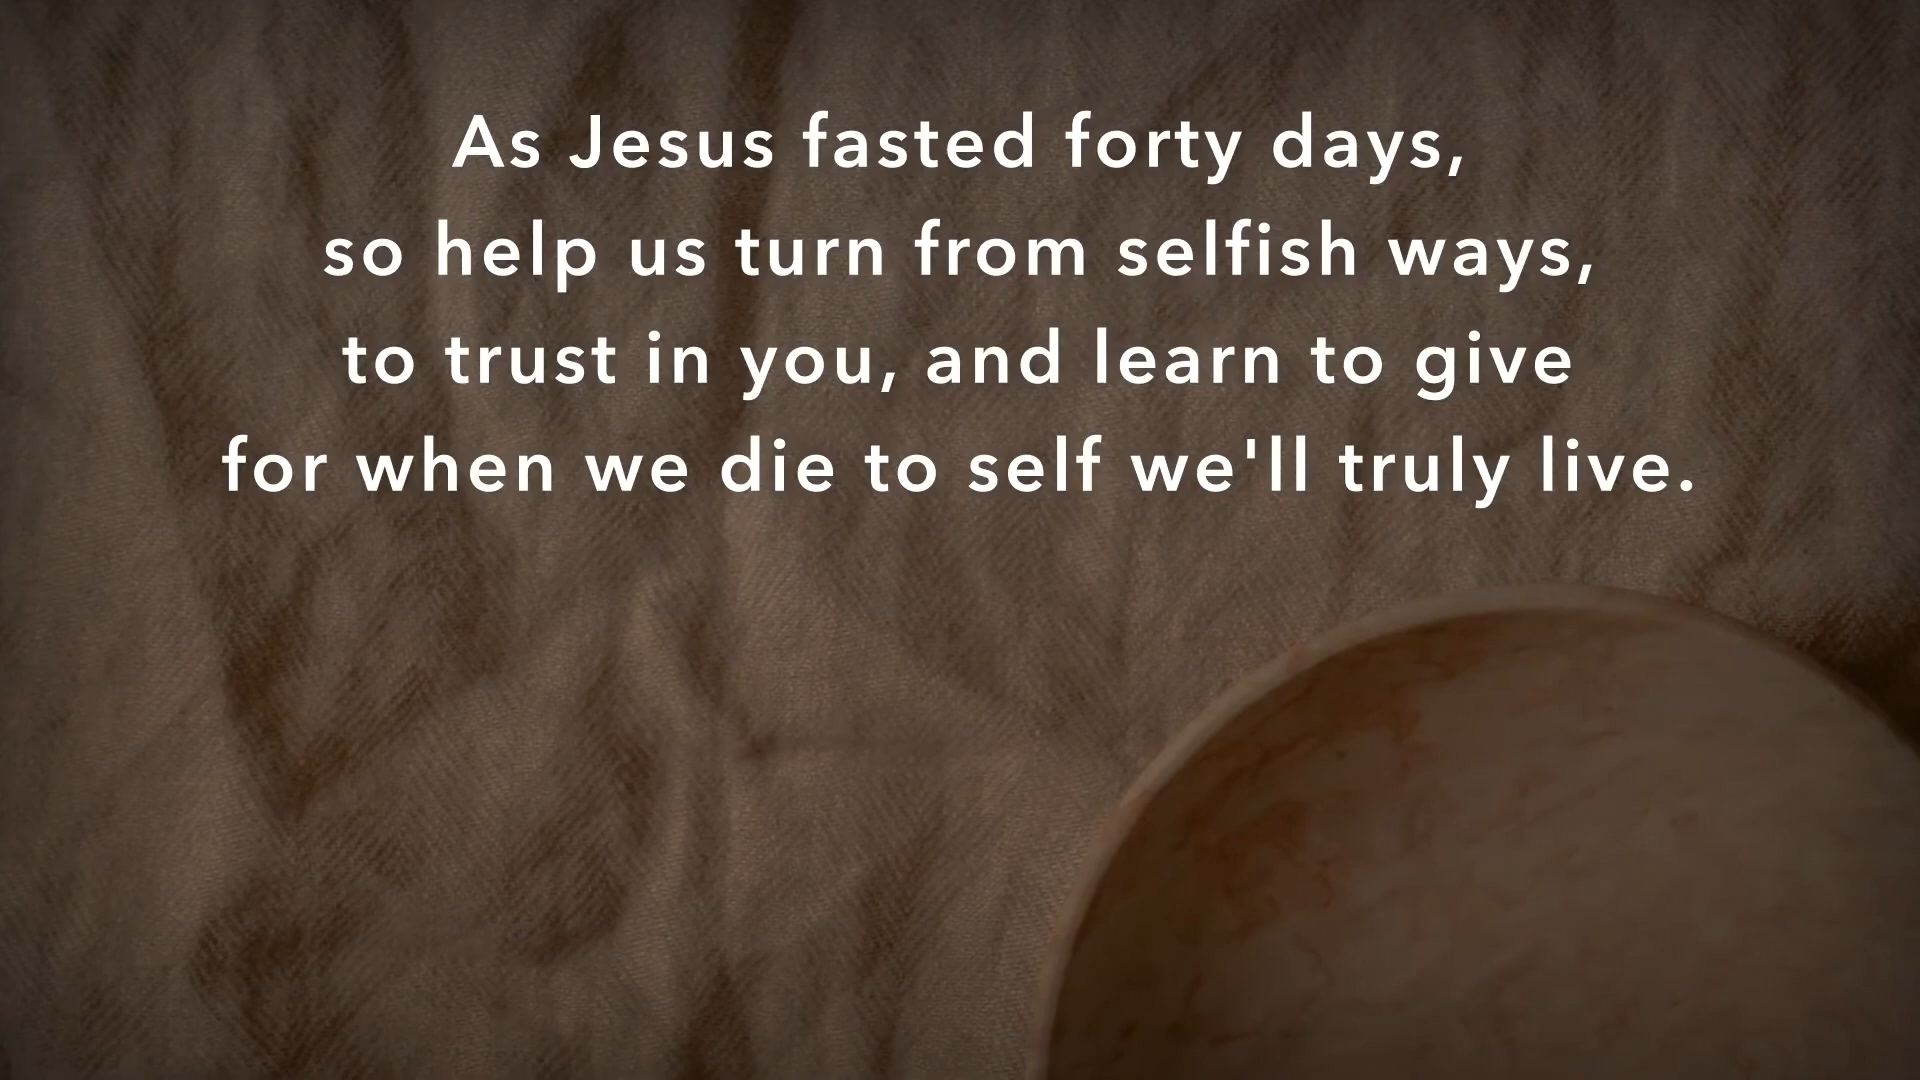 As Jesus fasted forty days,
so help us turn from selfish ways,
to trust in you, and learn to give
for when we die to self we'll truly live.